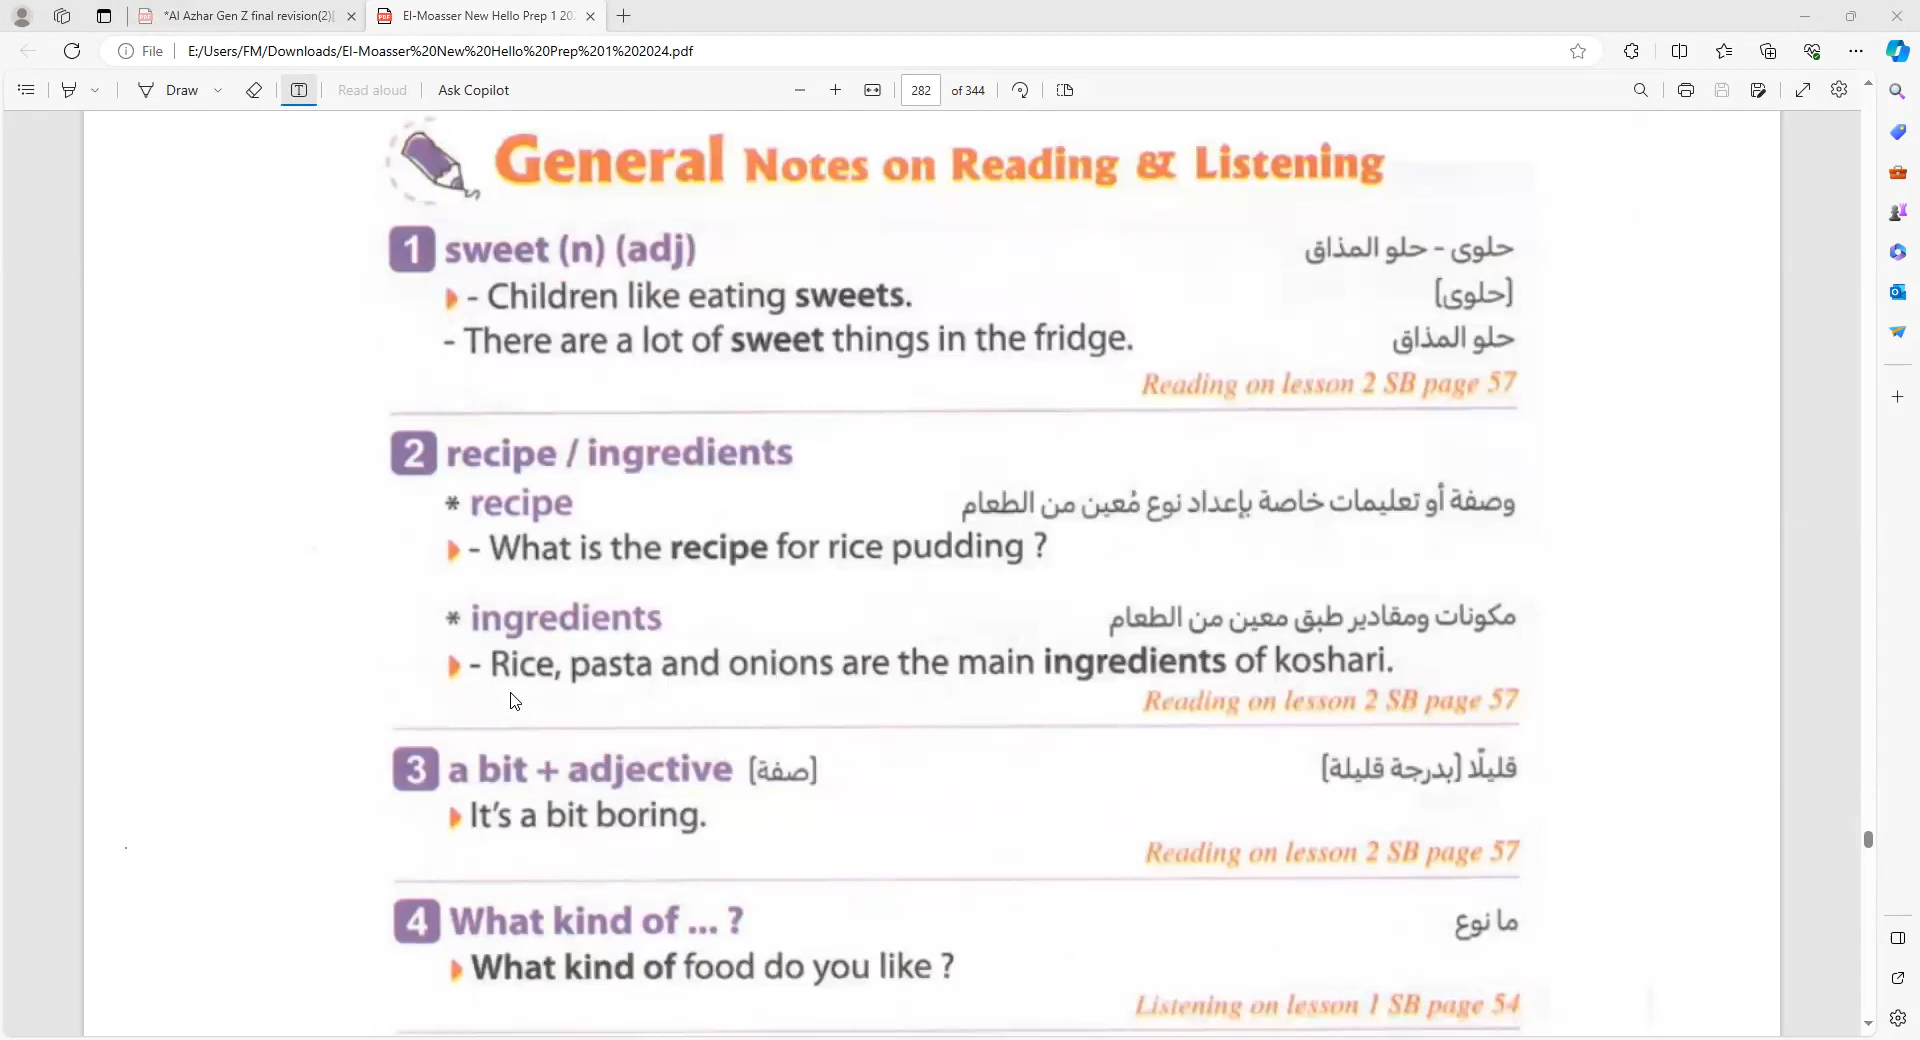 *Al Azhar Gen Z final revision(2)
El-Moasser New Hello Prep 1 20
File
E:/Users/FM/Downloads/El-Moasser%20New%20Hello%20Prep%201%202024.pdf
Draw
Read aloud
Ask Copilot
282 of 344
General Notes on Reading & Listening
1 sweet (n) (adj) حلوى - حلو المذاق
- Children like eating sweets. [حلوى]
- There are a lot of sweet things in the fridge. حلو المذاق
Reading on lesson 2 SB page 57
2 recipe / ingredients
* recipe وصفة أو تعليمات خاصة بإعداد نوع مُعين من الطعام
- What is the recipe for rice pudding ?
* ingredients مكونات ومقادير طبق معين من الطعام
- Rice, pasta and onions are the main ingredients of koshari.
Reading on lesson 2 SB page 57
3 a bit + adjective [صفة] قليلًا [بدرجة قليلة]
It's a bit boring.
Reading on lesson 2 SB page 57
4 What kind of ... ? ما نوع
What kind of food do you like ?
Listening on lesson 1 SB page 54